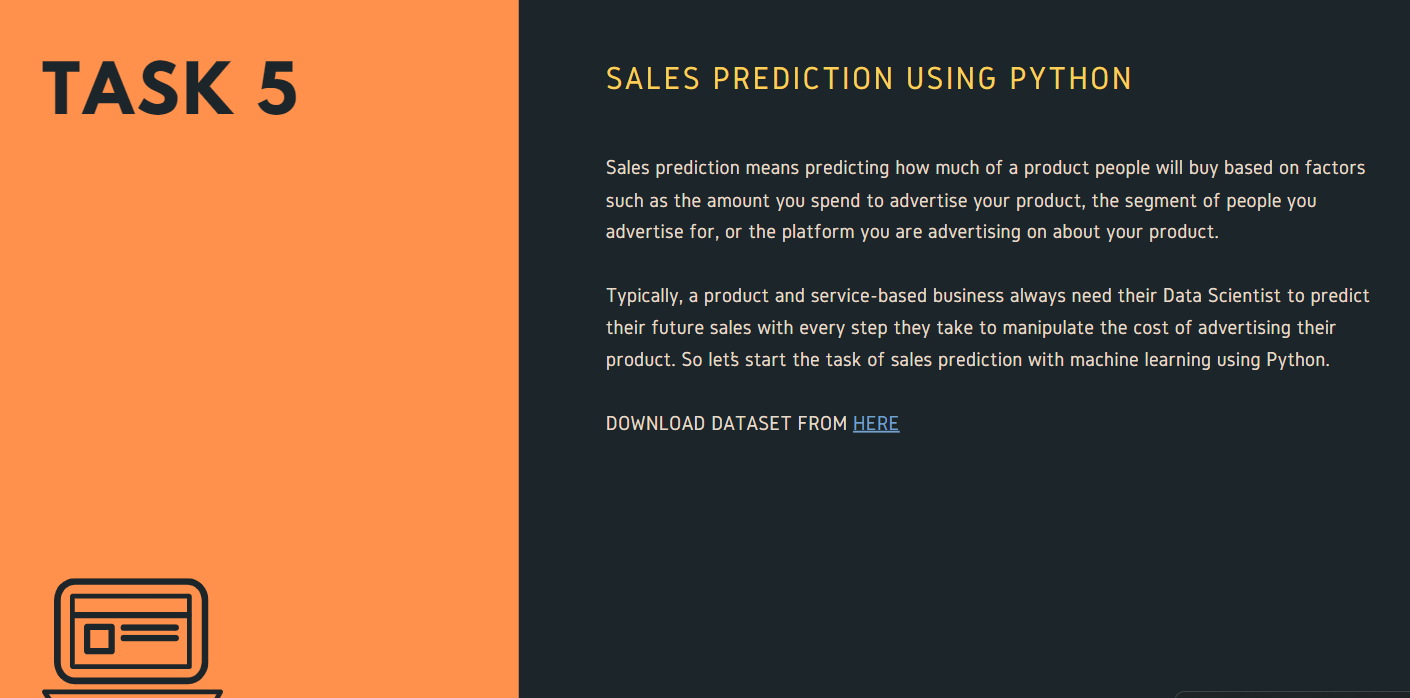 TASK 5
SALES PREDICTION USING PYTHON
Sales prediction means predicting how much of a product people will buy based on factors
such as the amount you spend to advertise your product, the segment of people you
advertise for, or the platform you are advertising on about your product.
Typically, a product and service-based business always need their Data Scientist to predict
their future sales with every step they take to manipulate the cost of advertising their
product. So let's start the task of sales prediction with machine learning using Python.
DOWNLOAD DATASET FROM HERE